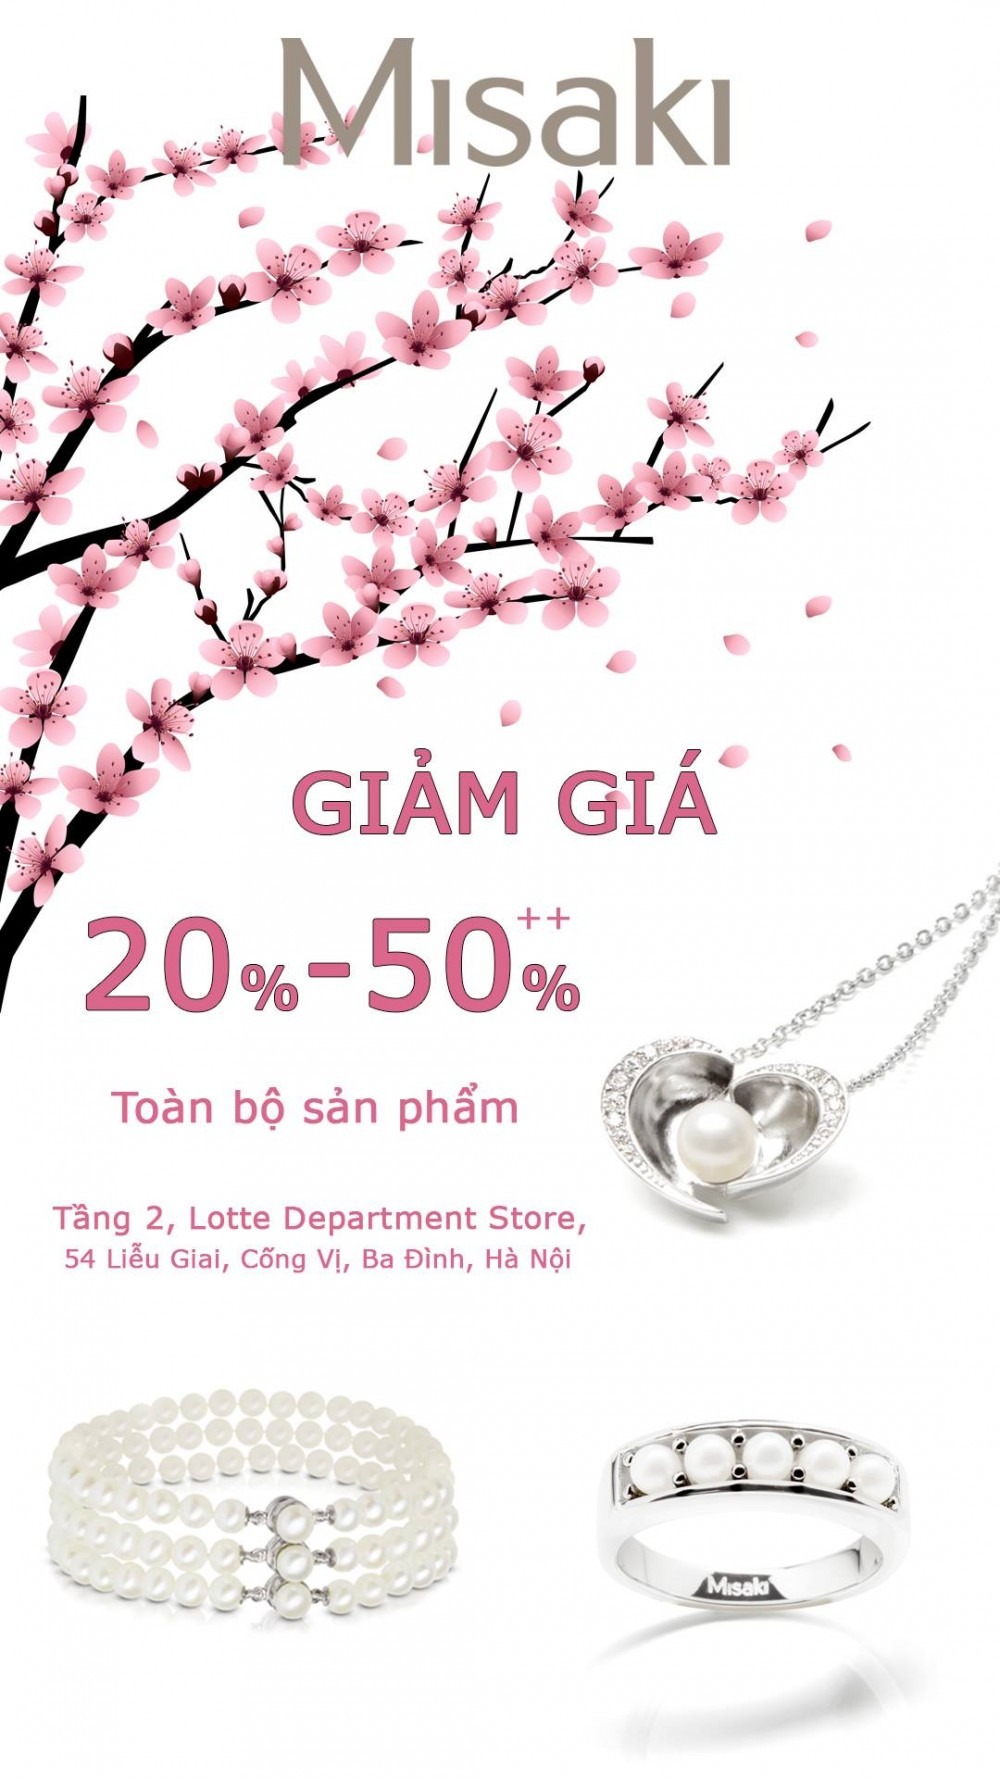 Misaki
GIẢM GIÁ
20%-50%++
Toàn bộ sản phẩm
Tầng 2, Lotte Department Store,
54 Liễu Giai, Cống Vị, Ba Đình, Hà Nội
Misaki